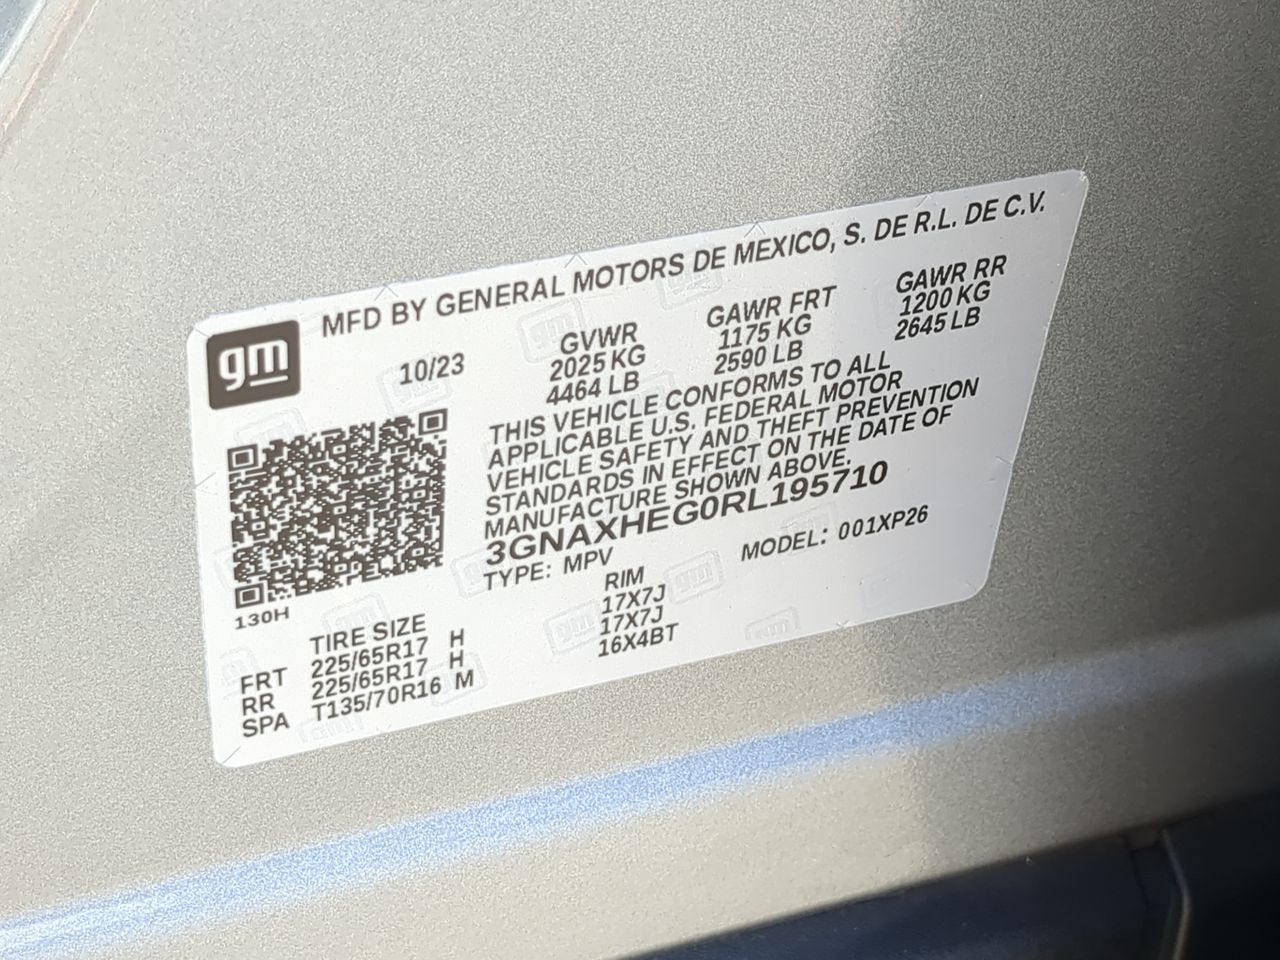 MFD BY GENERAL MOTORS DE MEXICO, S. DE R.L. DE C.V.
gm
10/23
GVWR GAWR FRT GAWR RR
2025 KG 1175 KG 1200 KG
4464 LB 2590 LB 2645 LB
THIS VEHICLE CONFORMS TO ALL
APPLICABLE U.S. FEDERAL MOTOR
VEHICLE SAFETY AND THEFT PREVENTION
STANDARDS IN EFFECT ON THE DATE OF
MANUFACTURE SHOWN ABOVE.
3GNAXHEG0RL195710
TYPE: MPV MODEL: 001XP26
130H
TIRE SIZE RIM
FRT 225/65R17 H 17X7J
RR 225/65R17 H 17X7J
SPA T135/70R16 M 16X4BT